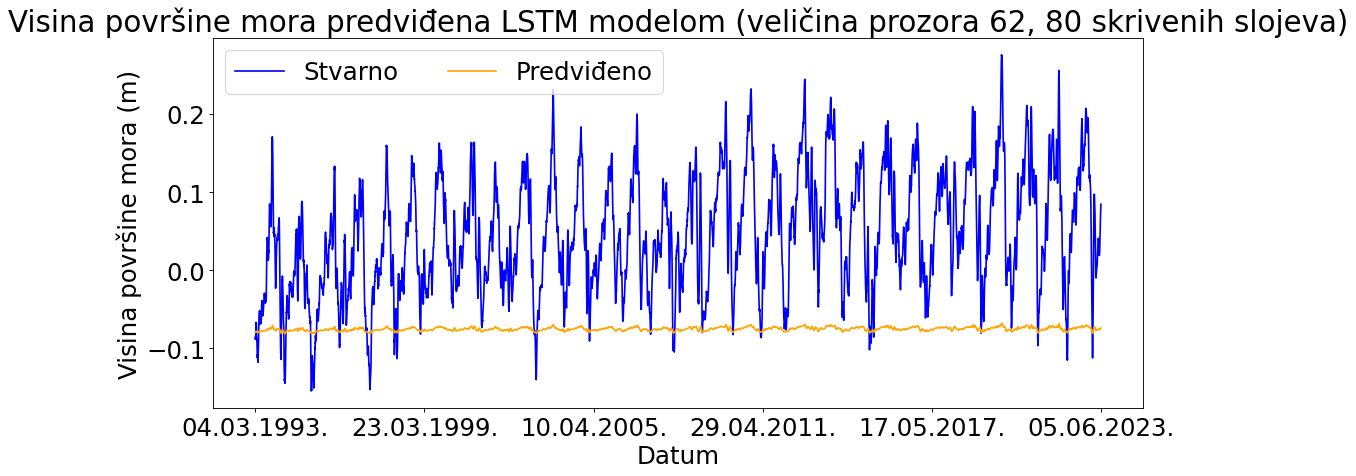 Visina površine mora predviđena LSTM modelom (veličina prozora 62, 80 skrivenih slojeva)
Stvarno Predviđeno
Visina površine mora (m)
0.2
0.1
0.0
−0.1
04.03.1993. 23.03.1999. 10.04.2005. 29.04.2011. 17.05.2017. 05.06.2023.
Datum